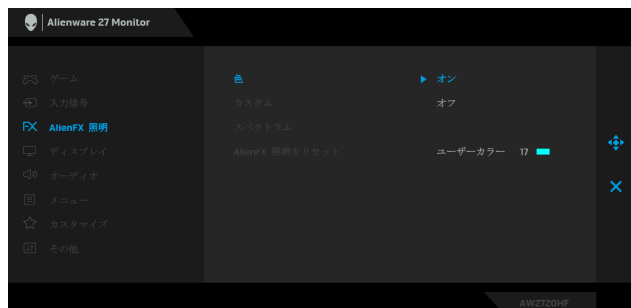 Alienware 27 Monitor
ゲーム
色
オン
入力信号
カスタム
オフ
FX AlienFX 照明
スペクトラム
ディスプレイ
AlienFX 照明をリセット
ユーザーカラー 17
オーディオ
メニュー
カスタマイズ
その他
AW2720HF